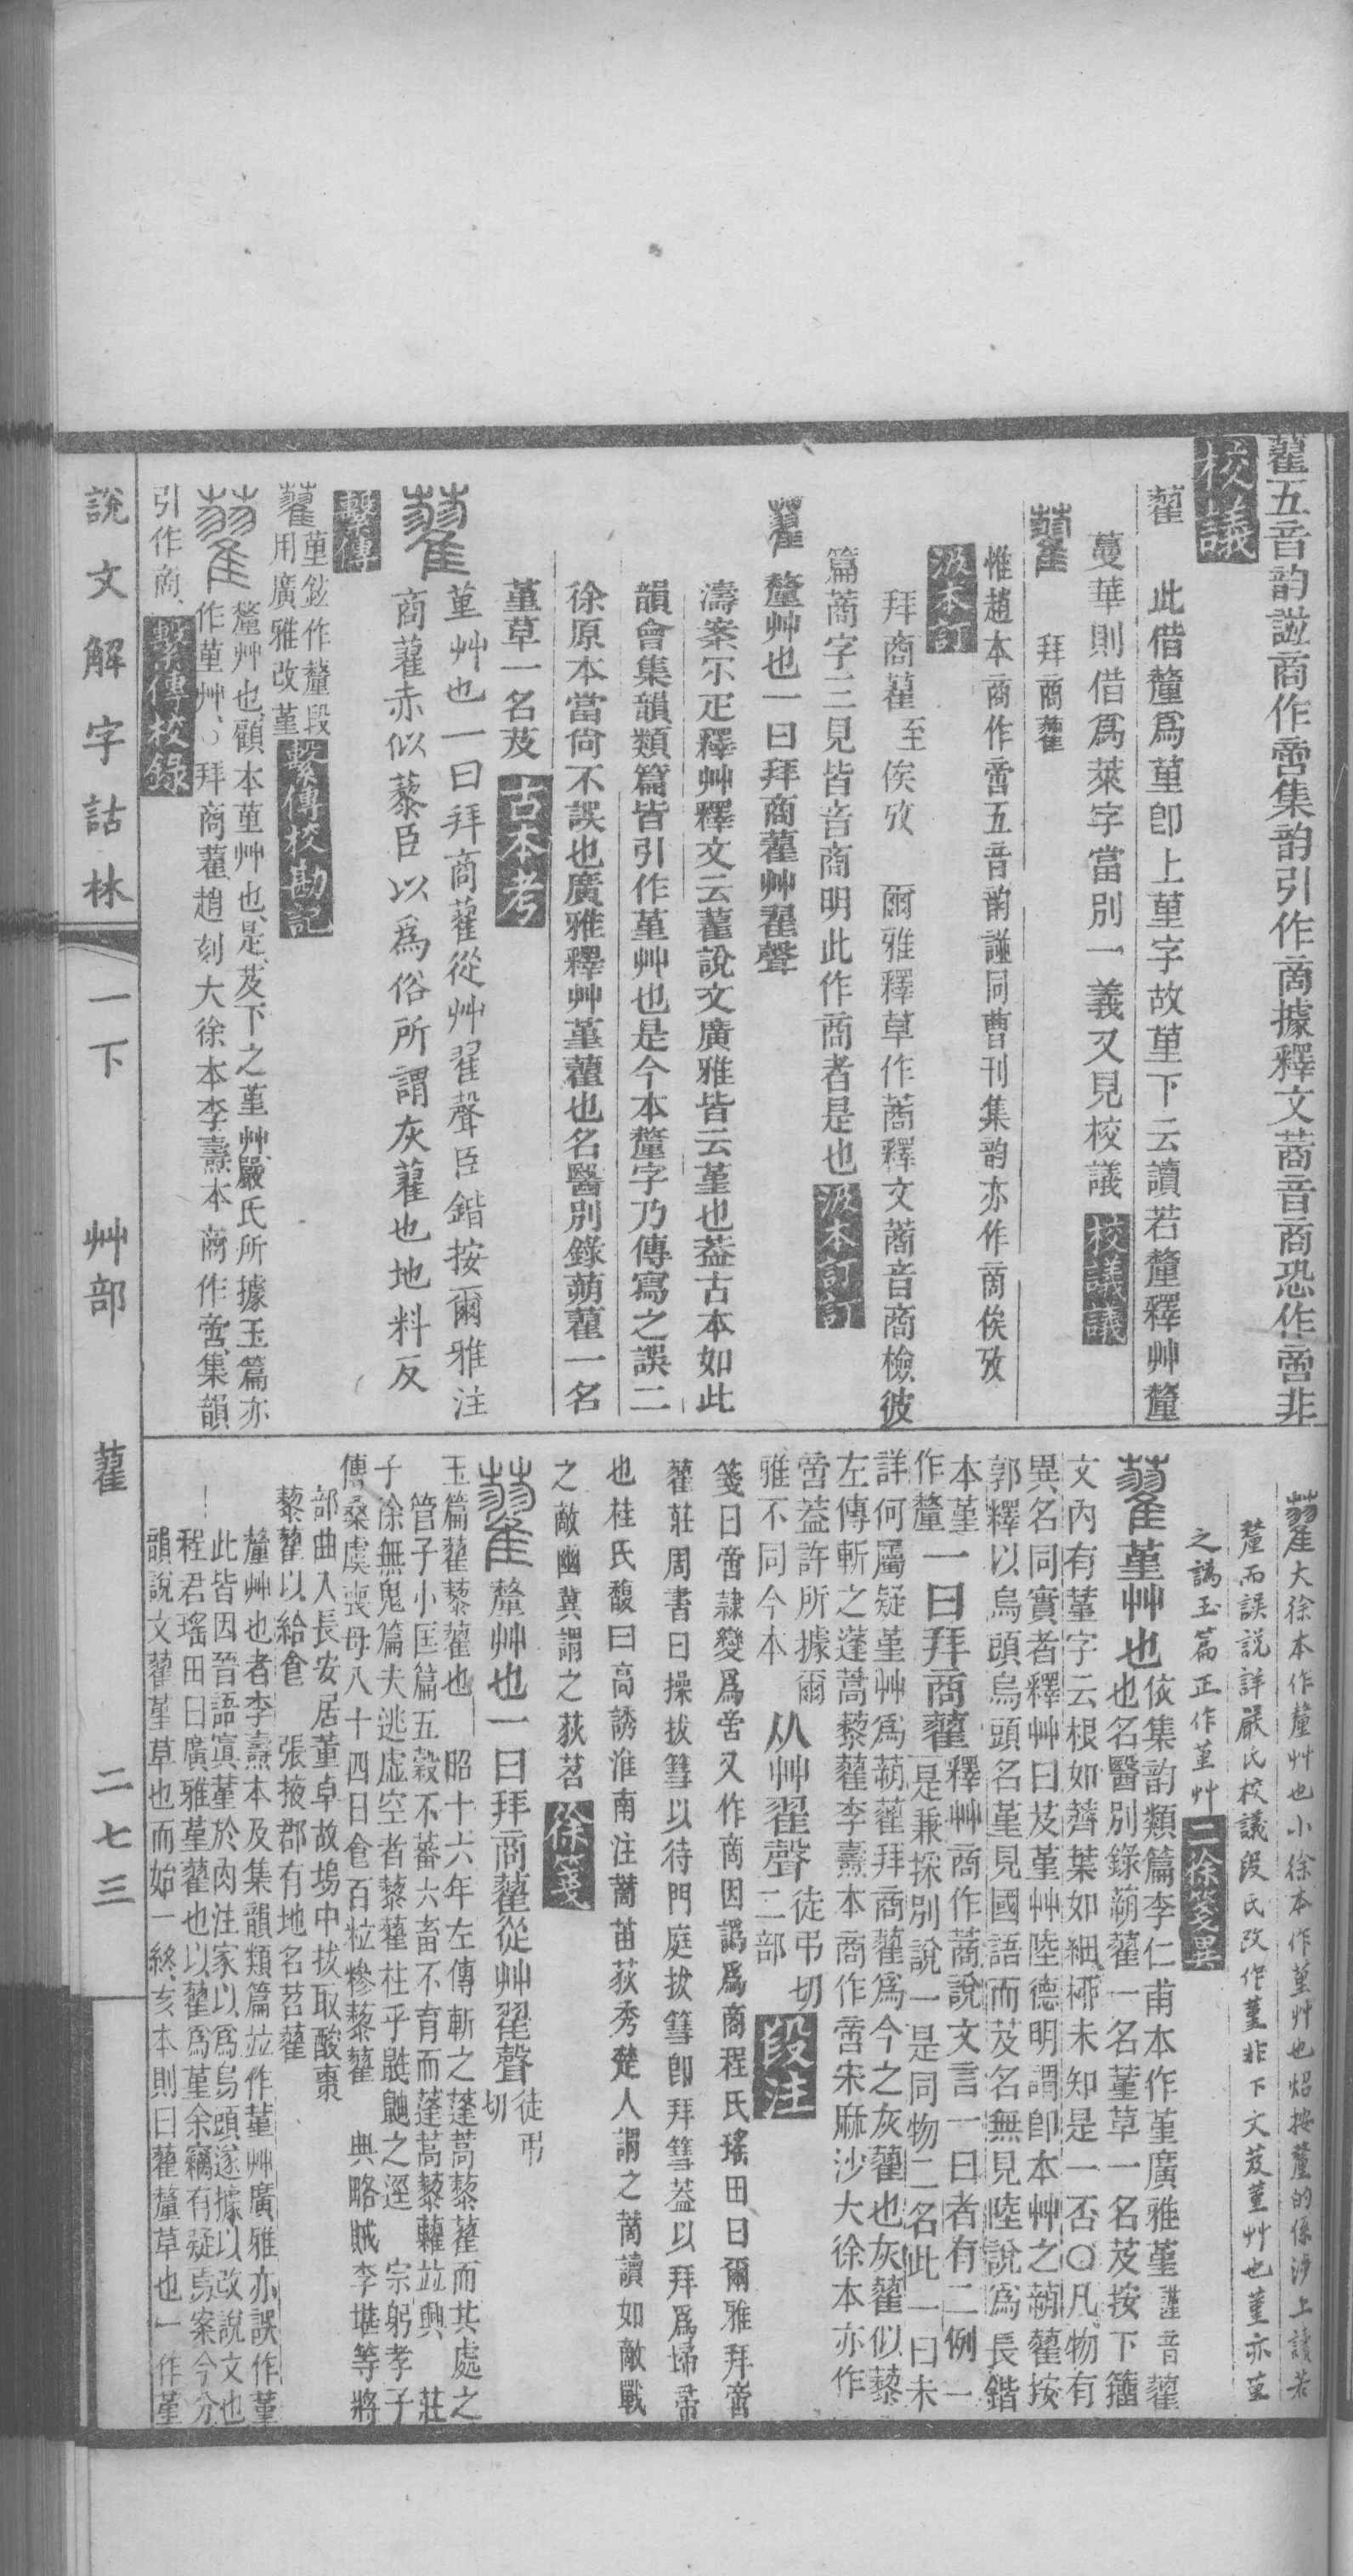 藋五音韵諩商作啻集韵引作啇據釋文蔏音商恐作啻非
校議
藋　此借釐爲堇卽上堇字故堇下云讀若釐釋艸釐
蔓華則借爲萊字當別一義又見校議 校議議
藋　拜商藋
惟趙本商作啻五音韵諩同曹刊集韵亦作啇俟攷
汲本訂
拜商藋至俟攷　爾雅釋草作蔏釋文蔏音商檢彼
篇蔏字三見皆音商明此作商者是也 汲本訂訂
藋　釐艸也一曰拜商藋艸翟聲
濤案尒疋釋艸釋文云藋說文廣雅皆云堇也葢古本如此
韻會集韻類篇皆引作堇艸也是今本釐字乃傳寫之誤二
徐原本當尙不誤也廣雅釋艸堇藋也名醫別錄蒴藋一名
堇草一名芨 古本考
藋 堇艸也一曰拜商藋從艸翟聲臣鍇按爾雅注
商藋赤似藜臣以爲俗所謂灰藋也地料反
繫傳
藋堇鉉作釐段
用廣雅改堇 繫傳校勘記
藋 釐艸也顧本堇艸也是芨下之堇艸嚴氏所據玉篇亦
作堇艸○拜商藋趙刻大徐本李燾本商作啻集韻
引作啇 繫傳校錄
藋大徐本作釐艸也小徐本作堇艸也炤按釐的係涉上讀若
釐而誤說詳嚴氏校議段氏改作堇非下文芨堇艸也堇亦堇
之譌玉篇正作堇艸 二徐箋異
藋堇艸也 依集韵類篇李仁甫本作堇廣雅堇謹音藋
也名醫別錄蒴藋一名堇草一名芨按下籒
文內有堇字云根如薺葉如細桺未知是一否○凡物有
異名同實者釋艸曰芨堇艸陸德明謂卽本艸之蒴藋按
郭釋以烏頭烏頭名堇見國語而芨名無見陸說爲長鍇
本堇
作釐 一曰拜商藋 釋艸商作蔏說文言一曰者有二例一
是兼採別說一是同物二名此一曰未
詳何屬疑堇艸爲蒴藋拜商藋爲今之灰藋也灰藋似藜
左傳斬之蓬蒿藜藋李燾本商作啻宋麻沙大徐本亦作
啻葢許所據爾
雅不同今本 从艸翟聲 徒弔切
二部 段注
箋曰啻隷變爲啇又作商因譌爲商程氏瑤田曰爾雅拜啻
藋莊周書曰操拔篲以待門庭拔篲卽拜篲葢以拜爲埽帚
也桂氏馥曰高誘淮南注蔏苗荻秀楚人謂之蔏讀如敵戰
之敵幽冀謂之荻苕 徐箋
藋 釐艸也一曰拜商藋從艸翟聲 徒弔
切
玉篇藋藜藋也　昭十六年左傳斬之蓬蒿藜藋而共處之
管子小匡篇五穀不蕃六畜不育而蓬蒿藜藋竝興　莊
子徐無鬼篇夫逃虛空者藜藋柱乎鼪鼬之逕　宗躬孝子
傳桑虞喪母八十四日食百粒糝藜藋　典略賊李堪等將
部曲入長安居董卓故塢中拔取酸棗
藜藋以給食　張掖郡有地名苕藋
釐艸也者李燾本及集韻類篇竝作堇艸廣雅亦誤作堇
此皆因晉語寘堇於肉注家以爲烏頭遂據以改說文也
程君瑤田曰廣雅堇藋也以藋爲堇余竊有疑焉案今分
韻說文藋堇草也而始一終亥本則曰藋釐草也一作堇
說文解字詁林　一下　艸部　藋　二七三